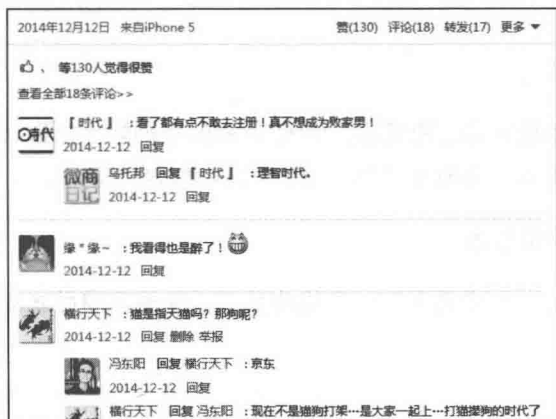 2014年12月12日 来自iPhone 5 赞(130) 评论(18) 转发(17) 更多
、 等130人觉得很赞
查看全部18条评论>>
时代
『 时代 』 :看了都有点不敢去注册！真不想成为败家男！
2014-12-12 回复
微商
日记
乌托邦 回复 『 时代 』 :理智时代。
2014-12-12 回复
缘*缘~ :我看得也是醉了！
2014-12-12 回复
横行天下 :猫是指天猫吗？那狗呢？
2014-12-12 回复 删除 举报
冯东阳 回复 横行天下 :京东
2014-12-12 回复
横行天下 回复 冯东阳 :现在不是猫狗打架…是大家一起上…打猫撵狗的时代了